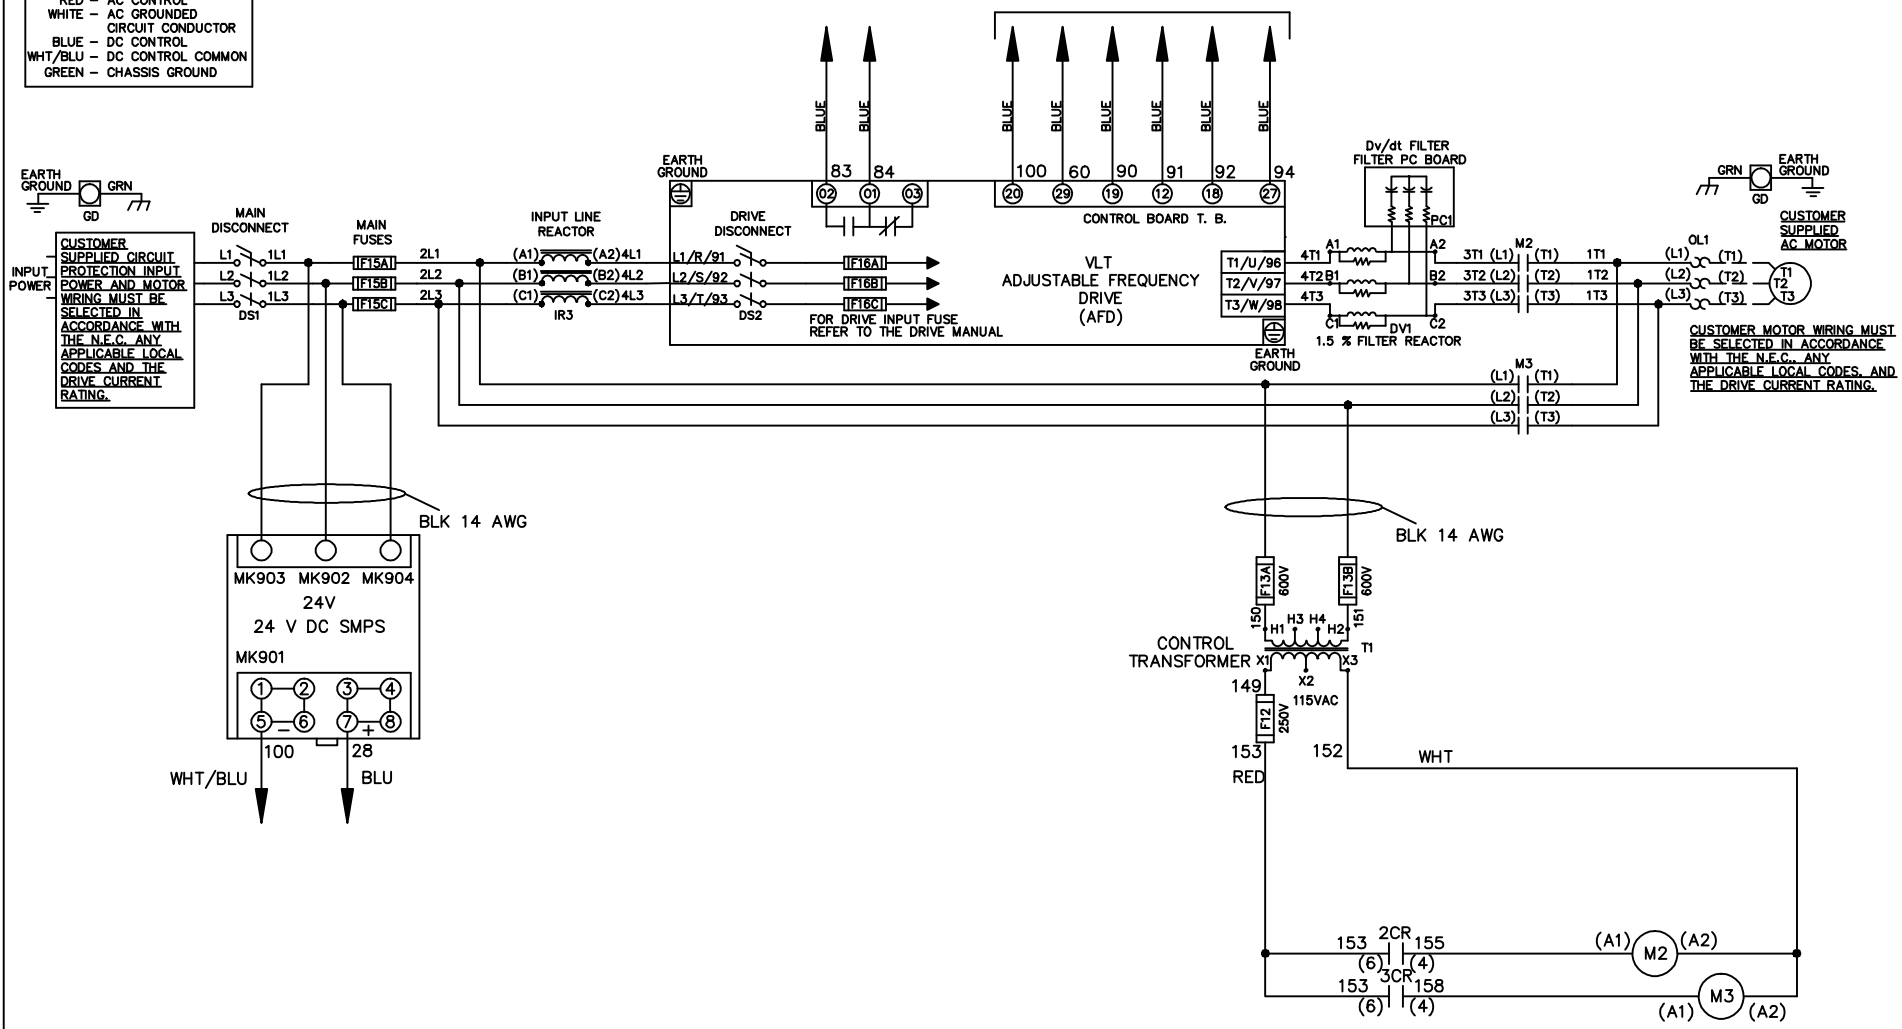 RED – AC CONTROL
WHITE – AC GROUNDED
CIRCUIT CONDUCTOR
BLUE – DC CONTROL
WHT/BLU – DC CONTROL COMMON
GREEN – CHASSIS GROUND
EARTH
GROUND
GRN
GD
INPUT
POWER
CUSTOMER
SUPPLIED CIRCUIT
PROTECTION INPUT
POWER AND MOTOR
WIRING MUST BE
SELECTED IN
ACCORDANCE WITH
THE N.E.C. ANY
APPLICABLE LOCAL
CODES AND THE
DRIVE CURRENT
RATING.
MAIN
DISCONNECT
L1 1L1
L2 1L2
L3 1L3
DS1
MAIN
FUSES
F15A
F15B
F15C
2L1
2L2
2L3
INPUT LINE
REACTOR
(A1) (A2) 4L1
(B1) (B2) 4L2
(C1) (C2) 4L3
IR3
EARTH
GROUND
L1/R/91
L2/S/92
L3/T/93
DRIVE
DISCONNECT
DS2
F16A
F16B
F16C
FOR DRIVE INPUT FUSE
REFER TO THE DRIVE MANUAL
BLUE BLUE
83 84
02 01 03
BLUE BLUE BLUE BLUE BLUE BLUE
100 60 90 91 92 94
20 29 19 12 18 27
CONTROL BOARD T. B.
VLT
ADJUSTABLE FREQUENCY
DRIVE
(AFD)
T1/U/96
T2/V/97
T3/W/98
EARTH
GROUND
4T1
4T2
4T3
Dv/dt FILTER
FILTER PC BOARD
PC1
A1 A2
B1 B2
C1 C2
DV1
1.5 % FILTER REACTOR
M2
3T1 (L1) (T1) 1T1
3T2 (L2) (T2) 1T2
3T3 (L3) (T3) 1T3
OL1
(L1) (T1)
(L2) (T2)
(L3) (T3)
T1
T2
T3
GRN
GD
EARTH
GROUND
CUSTOMER
SUPPLIED
AC MOTOR
CUSTOMER MOTOR WIRING MUST
BE SELECTED IN ACCORDANCE
WITH THE N.E.C., ANY
APPLICABLE LOCAL CODES, AND
THE DRIVE CURRENT RATING.
M3
(L1) (T1)
(L2) (T2)
(L3) (T3)
BLK 14 AWG
MK903 MK902 MK904
24V
24 V DC SMPS
MK901
1 2 3 4
5 6 7 8
– +
100 28
WHT/BLU BLU
BLK 14 AWG
F13A 600V
F13B 600V
150 151
H1 H3 H4 H2
T1
CONTROL
TRANSFORMER
X1 X2 X3
149
115VAC
F12 250V
153
RED
152
WHT
2CR
153 155
(6) (4)
(A1) M2 (A2)
3CR
153 158
(6) (4)
(A1) M3 (A2)